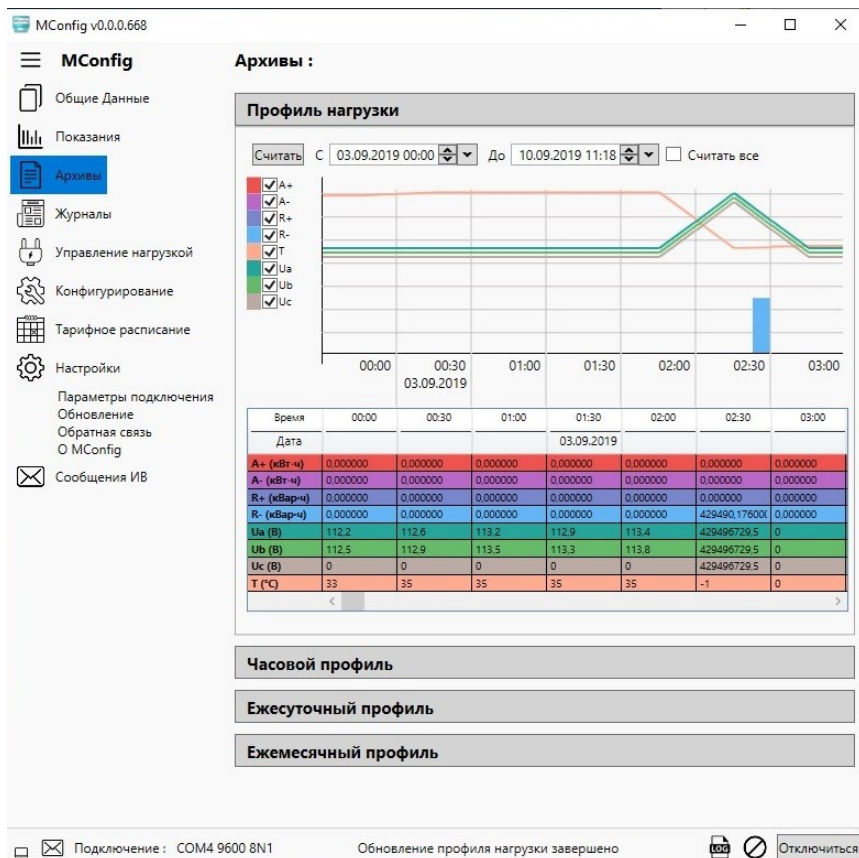 MConfig v0.0.0.668
MConfig
Общие Данные
Показания
Архивы
Журналы
Управление нагрузкой
Конфигурирование
Тарифное расписание
Настройки
Параметры подключения
Обновление
Обратная связь
О MConfig
Сообщения ИВ
Архивы :
Профиль нагрузки
Считать С 03.09.2019 00:00 До 10.09.2019 11:18 Считать все
A+
A-
R+
R-
T
Ua
Ub
Uc
00:00 00:30 01:00 01:30 02:00 02:30 03:00
03.09.2019
Время 00:00 00:30 01:00 01:30 02:00 02:30 03:00
Дата 03.09.2019
A+ (кВт·ч) 0,000000 0,000000 0,000000 0,000000 0,000000 0,000000 0,000000
A- (кВт·ч) 0,000000 0,000000 0,000000 0,000000 0,000000 0,000000 0,000000
R+ (кВар·ч) 0,000000 0,000000 0,000000 0,000000 0,000000 0,000000 0,000000
R- (кВар·ч) 0,000000 0,000000 0,000000 0,000000 0,000000 429490,176000 0,000000
Ua (В) 112,2 112,6 113,2 112,9 113,4 429496729,5 0
Ub (В) 112,5 112,9 113,5 113,3 113,8 429496729,5 0
Uc (В) 0 0 0 0 0 429496729,5 0
T (°C) 33 35 35 35 35 -1 0
Часовой профиль
Ежесуточный профиль
Ежемесячный профиль
Подключение : COM4 9600 8N1 Обновление профиля нагрузки завершено LOG Отключиться